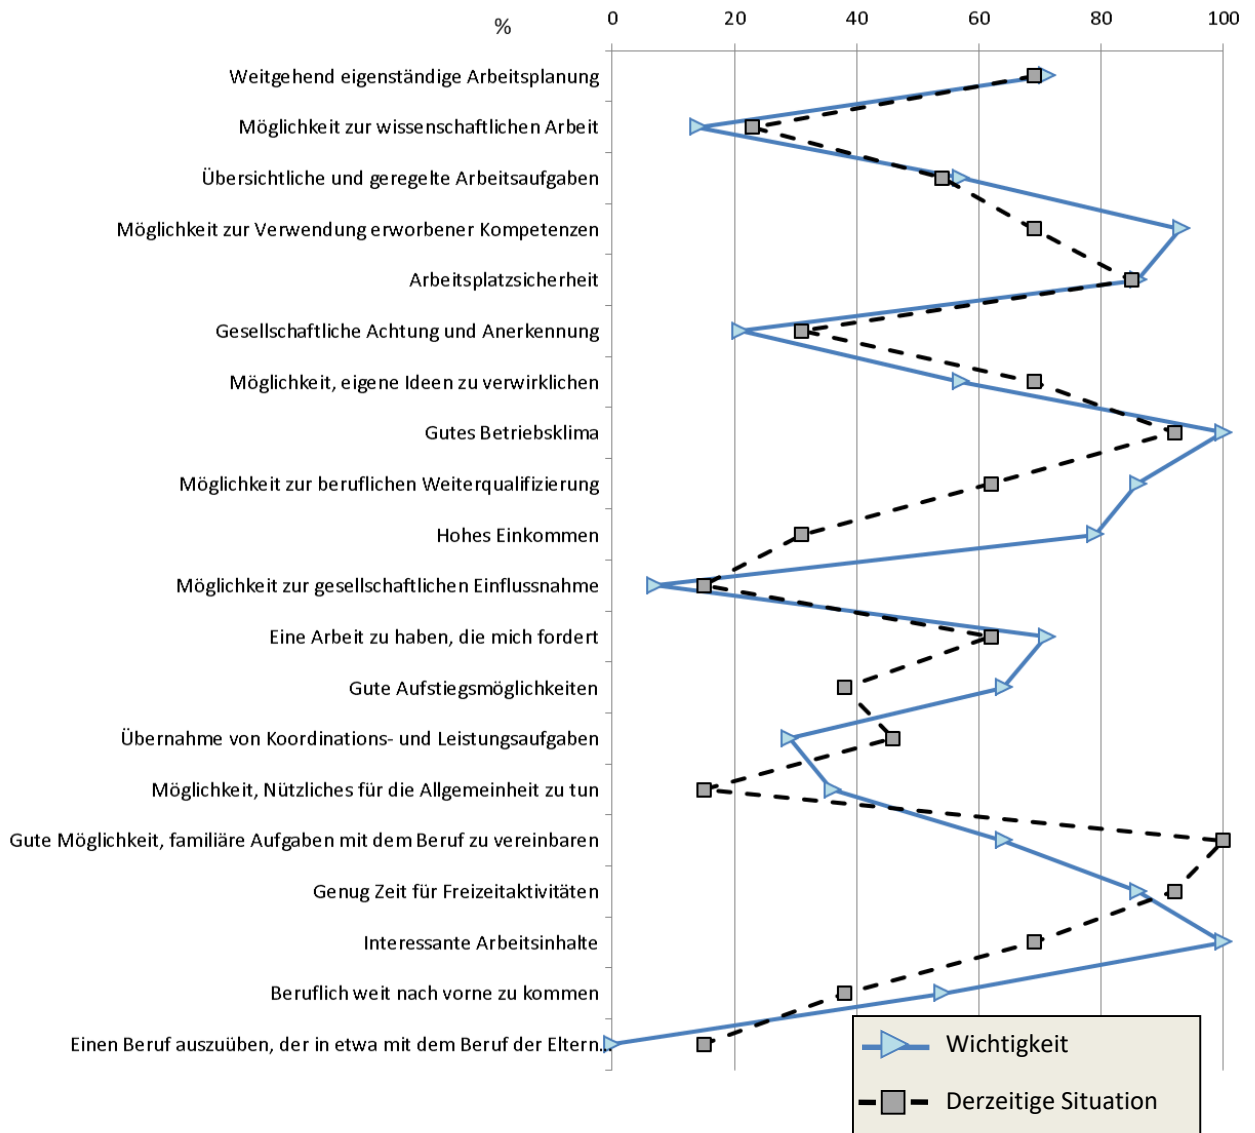 %
0 20 40 60 80 100
Weitgehend eigenständige Arbeitsplanung
Möglichkeit zur wissenschaftlichen Arbeit
Übersichtliche und geregelte Arbeitsaufgaben
Möglichkeit zur Verwendung erworbener Kompetenzen
Arbeitsplatzsicherheit
Gesellschaftliche Achtung und Anerkennung
Möglichkeit, eigene Ideen zu verwirklichen
Gutes Betriebsklima
Möglichkeit zur beruflichen Weiterqualifizierung
Hohes Einkommen
Möglichkeit zur gesellschaftlichen Einflussnahme
Eine Arbeit zu haben, die mich fordert
Gute Aufstiegsmöglichkeiten
Übernahme von Koordinations- und Leistungsaufgaben
Möglichkeit, Nützliches für die Allgemeinheit zu tun
Gute Möglichkeit, familiäre Aufgaben mit dem Beruf zu vereinbaren
Genug Zeit für Freizeitaktivitäten
Interessante Arbeitsinhalte
Beruflich weit nach vorne zu kommen
Einen Beruf auszuüben, der in etwa mit dem Beruf der Eltern...
Wichtigkeit
Derzeitige Situation